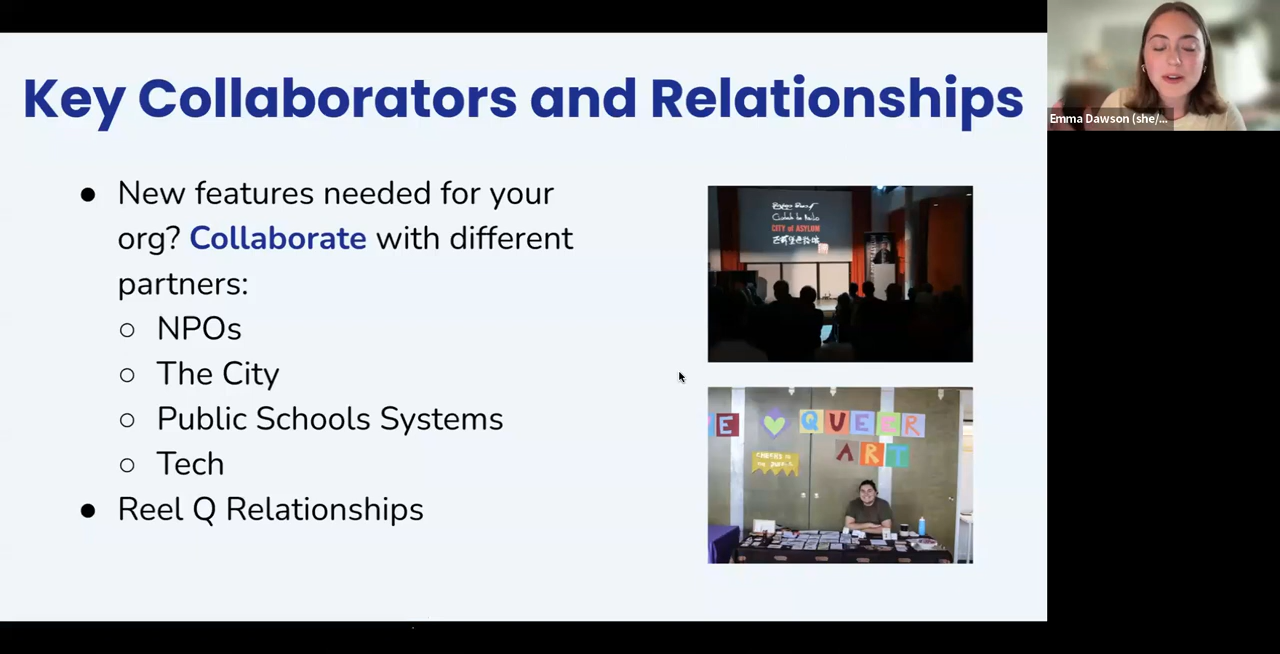 Key Collaborators and Relationships
Emma Dawson (she/...
● New features needed for your
org? Collaborate with different
partners:
○ NPOs
○ The City
○ Public Schools Systems
○ Tech
● Reel Q Relationships
CITY of ASYLUM
E QUEER
ART